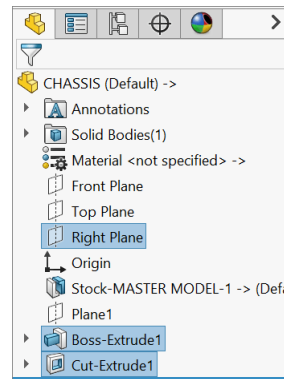 CHASSIS (Default) ->
Annotations
Solid Bodies(1)
Material <not specified> ->
Front Plane
Top Plane
Right Plane
Origin
Stock-MASTER MODEL-1 -> (Defa
Plane1
Boss-Extrude1
Cut-Extrude1